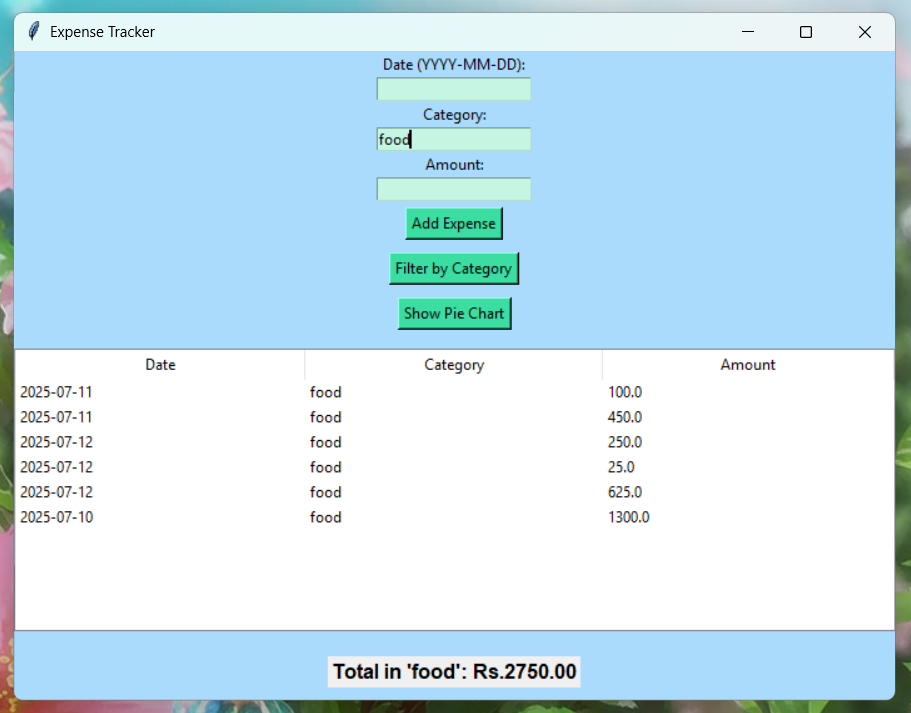 Expense Tracker
Date (YYYY-MM-DD):
Category:
food
Amount:
Add Expense
Filter by Category
Show Pie Chart
Date Category Amount
2025-07-11 food 100.0
2025-07-11 food 450.0
2025-07-12 food 250.0
2025-07-12 food 25.0
2025-07-12 food 625.0
2025-07-10 food 1300.0
Total in 'food': Rs.2750.00